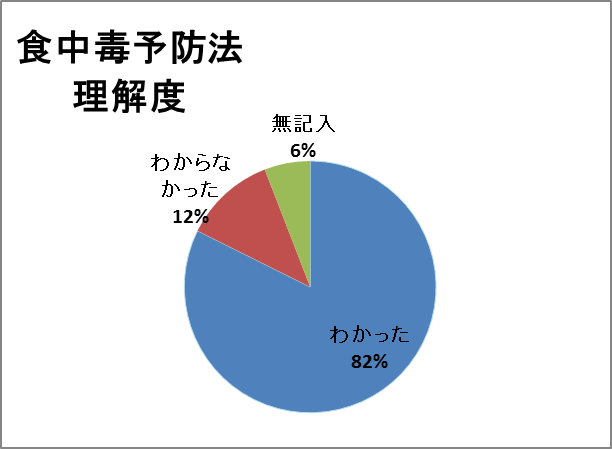 食中毒予防法
理解度
無記入
6%
わからな
かった
12%
わかった
82%